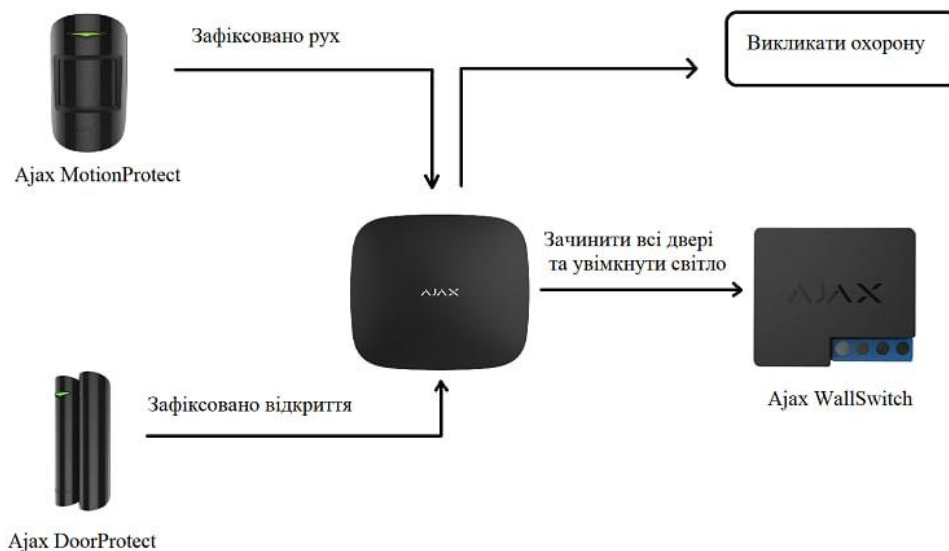 Зафіксовано рух
Викликати охорону
AJAX
Ajax MotionProtect
Зачинити всі двері
та увімкнути світло
AJAX
AJAX
Ajax WallSwitch
Зафіксовано відкриття
Ajax DoorProtect